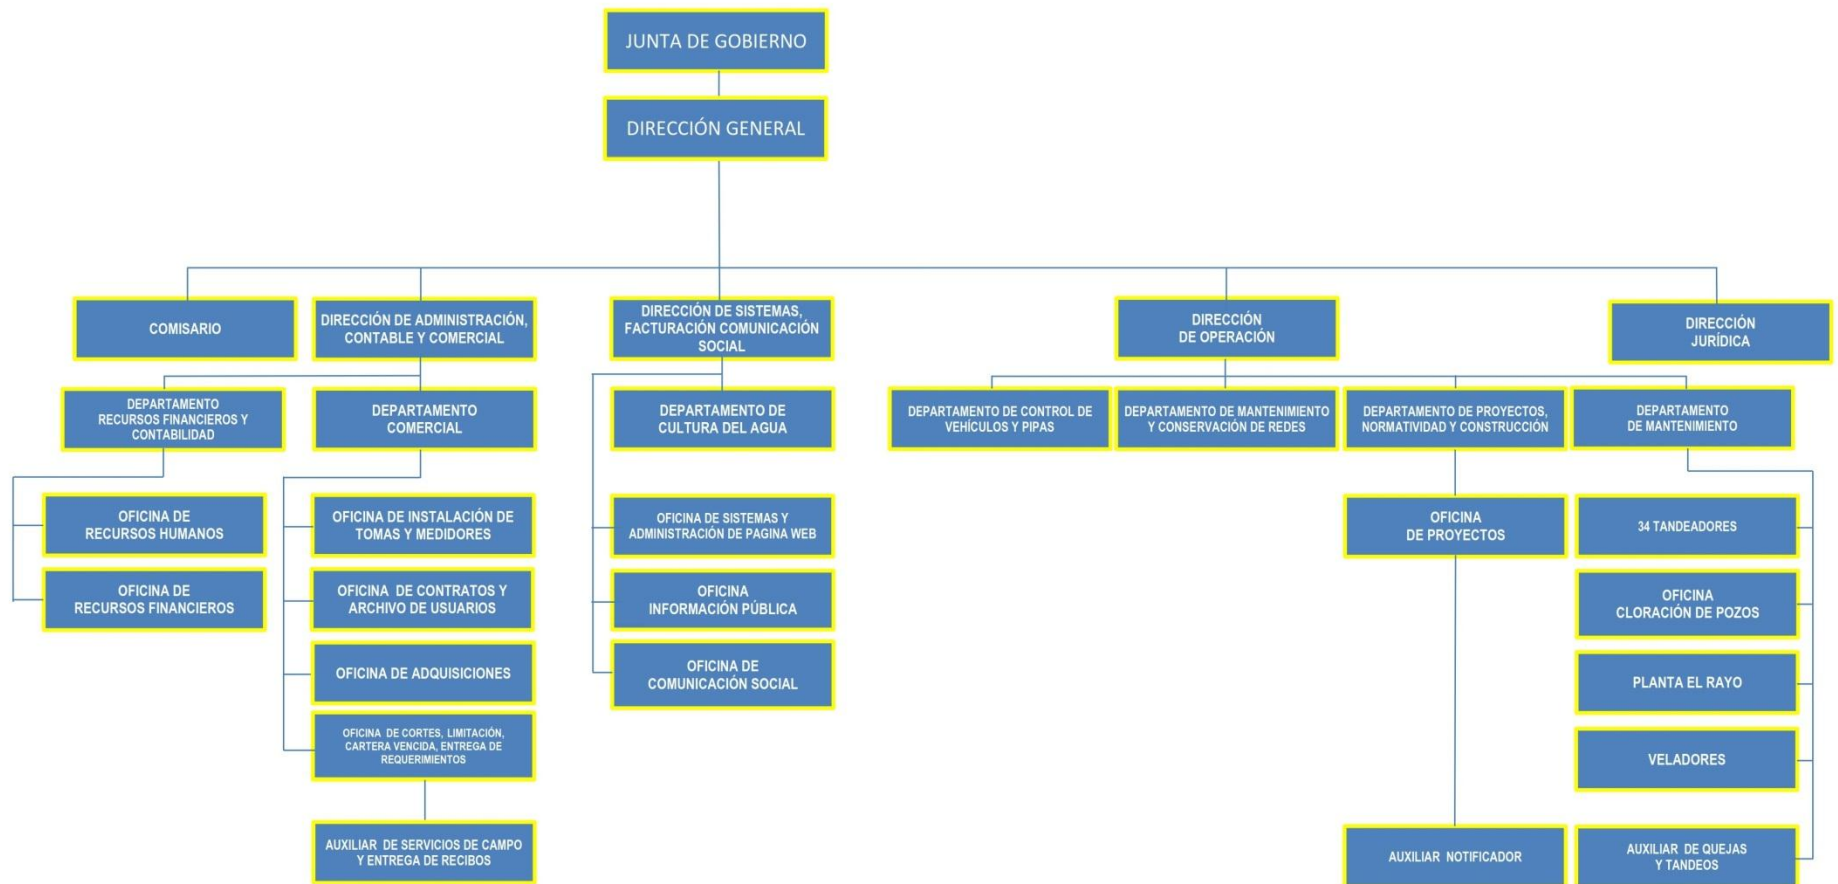 JUNTA DE GOBIERNO
DIRECCIÓN GENERAL
COMISARIO
DIRECCIÓN DE ADMINISTRACIÓN,
CONTABLE Y COMERCIAL
DIRECCIÓN DE SISTEMAS,
FACTURACIÓN COMUNICACIÓN
SOCIAL
DIRECCIÓN
DE OPERACIÓN
DIRECCIÓN
JURÍDICA
DEPARTAMENTO
RECURSOS FINANCIEROS Y
CONTABILIDAD
DEPARTAMENTO
COMERCIAL
DEPARTAMENTO DE
CULTURA DEL AGUA
DEPARTAMENTO DE CONTROL DE
VEHÍCULOS Y PIPAS
DEPARTAMENTO DE MANTENIMIENTO
Y CONSERVACIÓN DE REDES
DEPARTAMENTO DE PROYECTOS,
NORMATIVIDAD Y CONSTRUCCIÓN
DEPARTAMENTO
DE MANTENIMIENTO
OFICINA DE
RECURSOS HUMANOS
OFICINA DE INSTALACIÓN DE
TOMAS Y MEDIDORES
OFICINA DE SISTEMAS Y
ADMINISTRACIÓN DE PAGINA WEB
OFICINA
DE PROYECTOS
34 TANDEADORES
OFICINA DE
RECURSOS FINANCIEROS
OFICINA DE CONTRATOS Y
ARCHIVO DE USUARIOS
OFICINA
INFORMACIÓN PÚBLICA
OFICINA
CLORACIÓN DE POZOS
OFICINA DE ADQUISICIONES
OFICINA DE
COMUNICACIÓN SOCIAL
PLANTA EL RAYO
OFICINA DE CORTES, LIMITACIÓN,
CARTERA VENCIDA, ENTREGA DE
REQUERIMIENTOS
VELADORES
AUXILIAR DE SERVICIOS DE CAMPO
Y ENTREGA DE RECIBOS
AUXILIAR NOTIFICADOR
AUXILIAR DE QUEJAS
Y TANDEOS